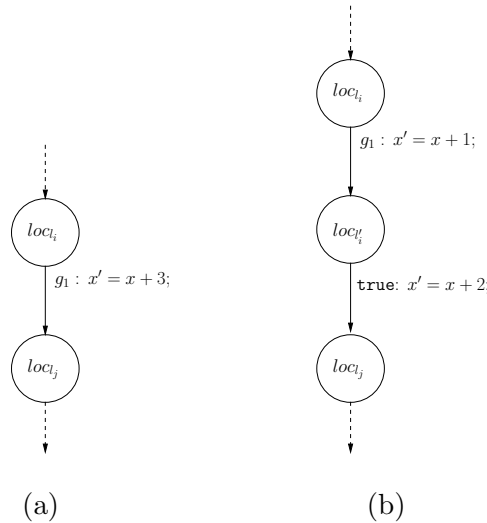 loc_{l_i}
g_1 : x' = x + 1;
loc_{l_i}
loc_{l'_i}
g_1 : x' = x + 3;
true: x' = x + 2;
loc_{l_j}
loc_{l_j}
(a)
(b)